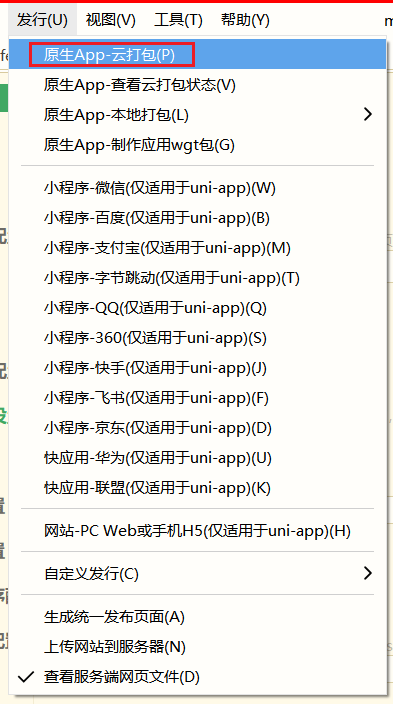 发行(U) 视图(V) 工具(T) 帮助(Y)
原生App-云打包(P)
原生App-查看云打包状态(V)
原生App-本地打包(L)
原生App-制作应用wgt包(G)
小程序-微信(仅适用于uni-app)(W)
小程序-百度(仅适用于uni-app)(B)
小程序-支付宝(仅适用于uni-app)(M)
小程序-字节跳动(仅适用于uni-app)(T)
小程序-QQ(仅适用于uni-app)(Q)
小程序-360(仅适用于uni-app)(S)
小程序-快手(仅适用于uni-app)(J)
小程序-飞书(仅适用于uni-app)(F)
小程序-京东(仅适用于uni-app)(D)
快应用-华为(仅适用于uni-app)(U)
快应用-联盟(仅适用于uni-app)(K)
网站-PC Web或手机H5(仅适用于uni-app)(H)
自定义发行(C)
生成统一发布页面(A)
上传网站到服务器(N)
查看服务端网页文件(D)